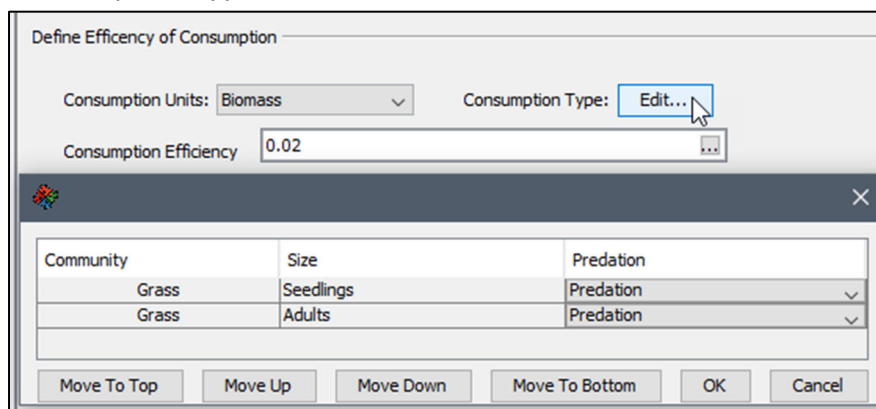 Define Efficency of Consumption
Consumption Units: Biomass Consumption Type: Edit...
Consumption Efficiency 0.02 ...
Community Size Predation
Grass Seedlings Predation
Grass Adults Predation
Move To Top Move Up Move Down Move To Bottom OK Cancel